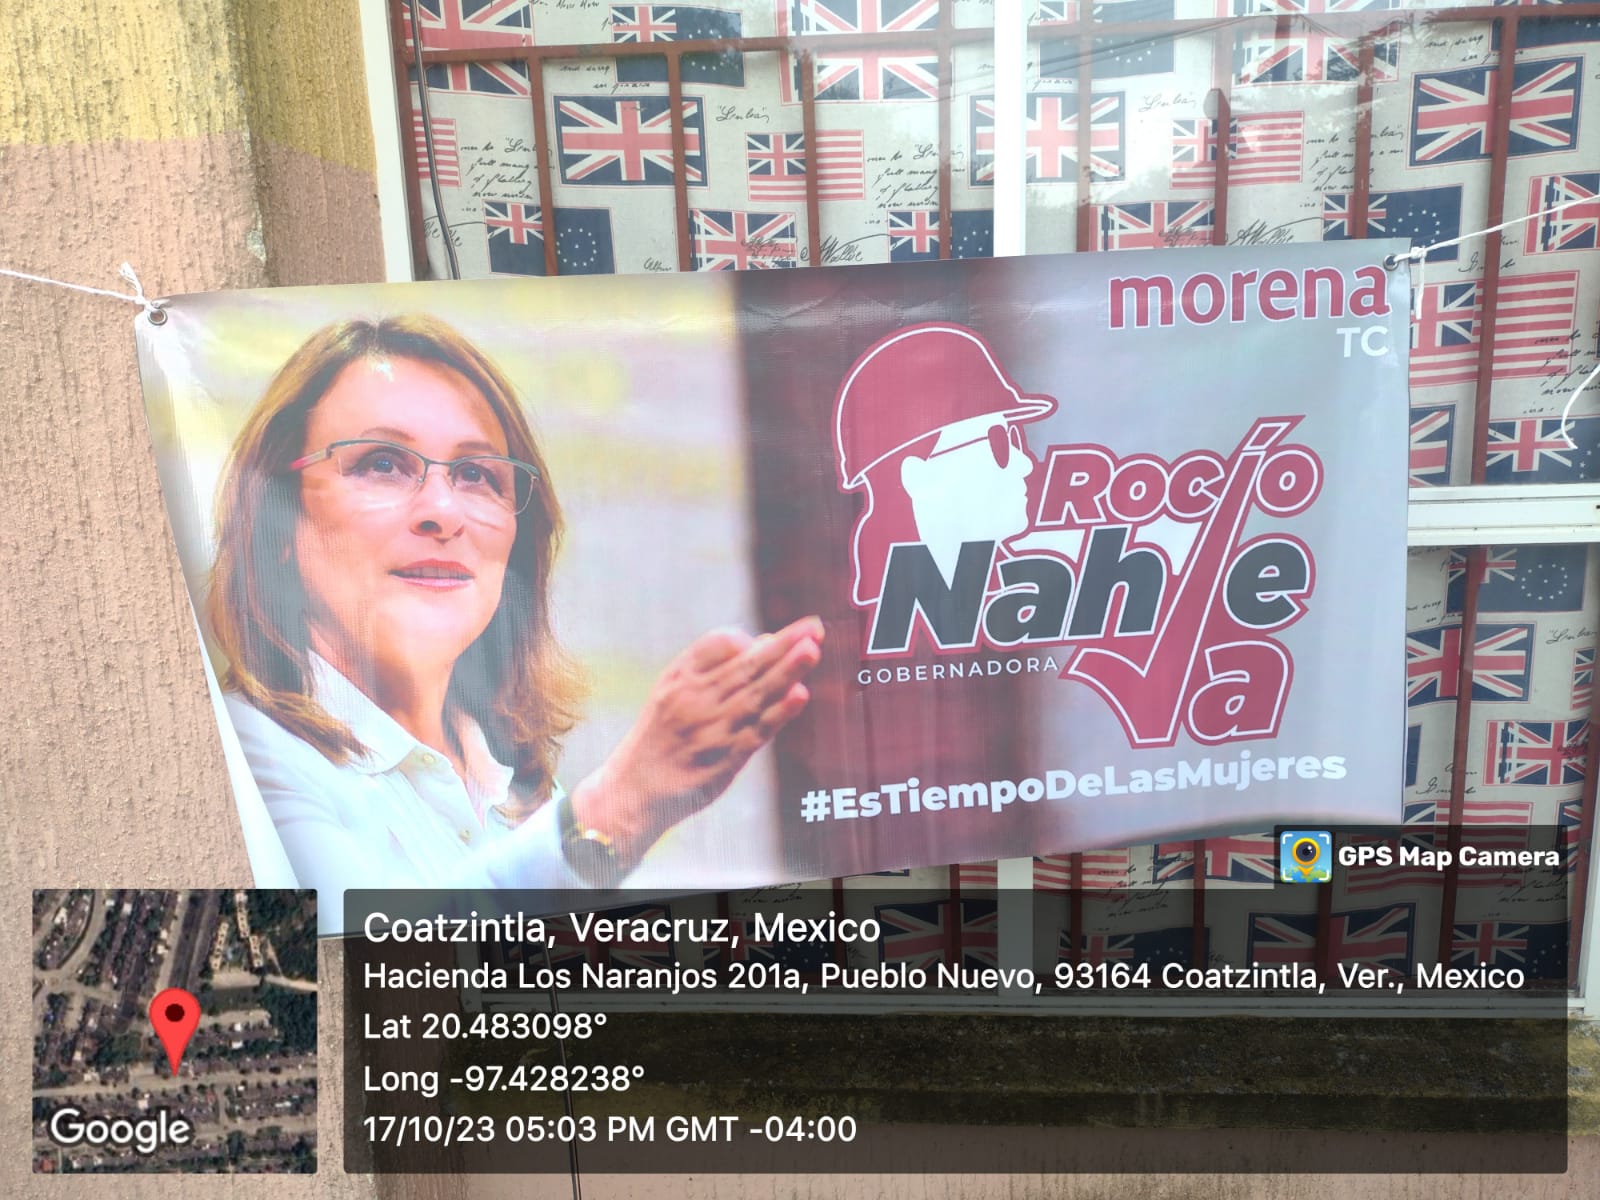 morena
TC
Rocío
Nahle
GOBERNADORA
Va
#EsTiempoDeLasMujeres
GPS Map Camera
Coatzintla, Veracruz, Mexico
Hacienda Los Naranjos 201a, Pueblo Nuevo, 93164 Coatzintla, Ver., Mexico
Lat 20.483098°
Long -97.428238°
17/10/23 05:03 PM GMT -04:00
Google